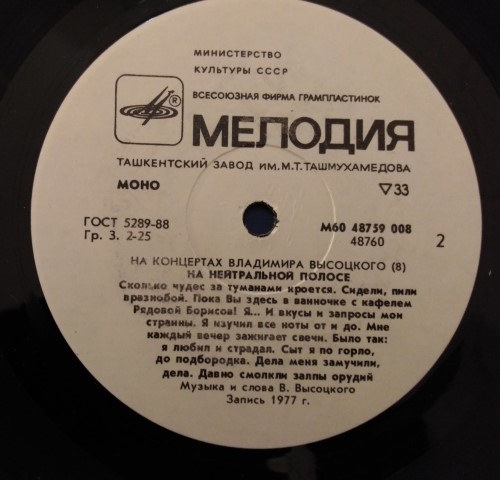 МИНИСТЕРСТВО
КУЛЬТУРЫ СССР
ВСЕСОЮЗНАЯ ФИРМА ГРАМПЛАСТИНОК
®
МЕЛОДИЯ
ТАШКЕНТСКИЙ ЗАВОД ИМ. М.Т. ТАШМУХАМЕДОВА
МОНО ▽33
ГОСТ 5289-88 М60 48759 008
Гр. 3. 2-25 48760 2
НА КОНЦЕРТАХ ВЛАДИМИРА ВЫСОЦКОГО (8)
НА НЕЙТРАЛЬНОЙ ПОЛОСЕ
Сколько чудес за туманами кроется. Сидели, пили
вразнобой. Пока Вы здесь в ванночке с кафелем
Рядовой Борисов! Я... И вкусы и запросы мои
странны. Я изучил все ноты от и до. Мне
каждый вечер зажигает свечи. Было так:
я любил и страдал. Сыт я по горло,
до подбородка. Дела меня замучили,
дела. Давно смолкли залпы орудий
Музыка и слова В. Высоцкого
Запись 1977 г.